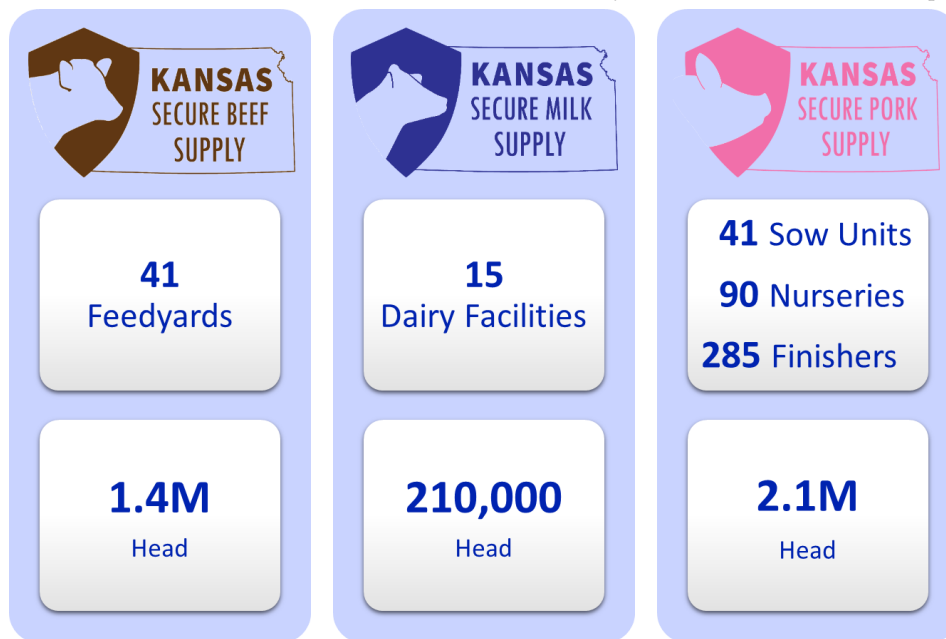 KANSAS
SECURE BEEF
SUPPLY
41
Feedyards
1.4M
Head
KANSAS
SECURE MILK
SUPPLY
15
Dairy Facilities
210,000
Head
KANSAS
SECURE PORK
SUPPLY
41 Sow Units
90 Nurseries
285 Finishers
2.1M
Head